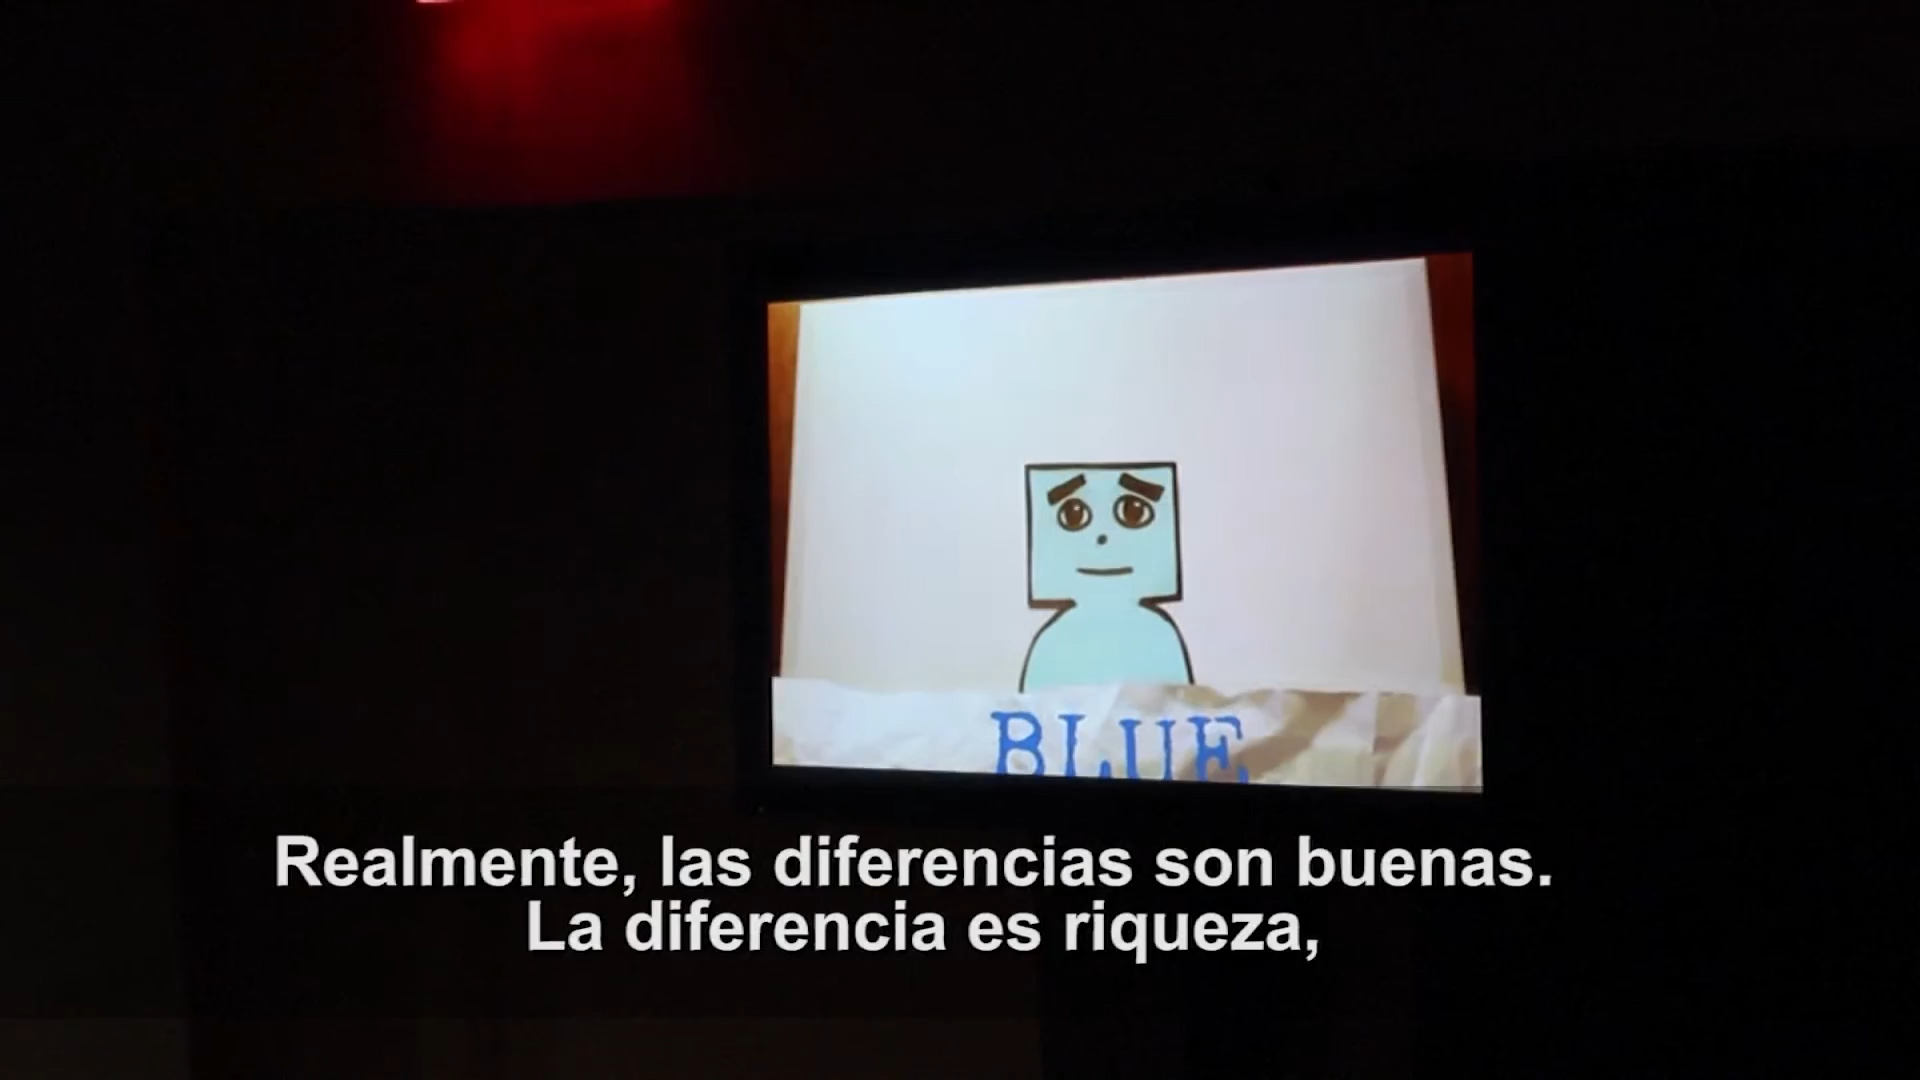 BLUE
Realmente, las diferencias son buenas.
La diferencia es riqueza,